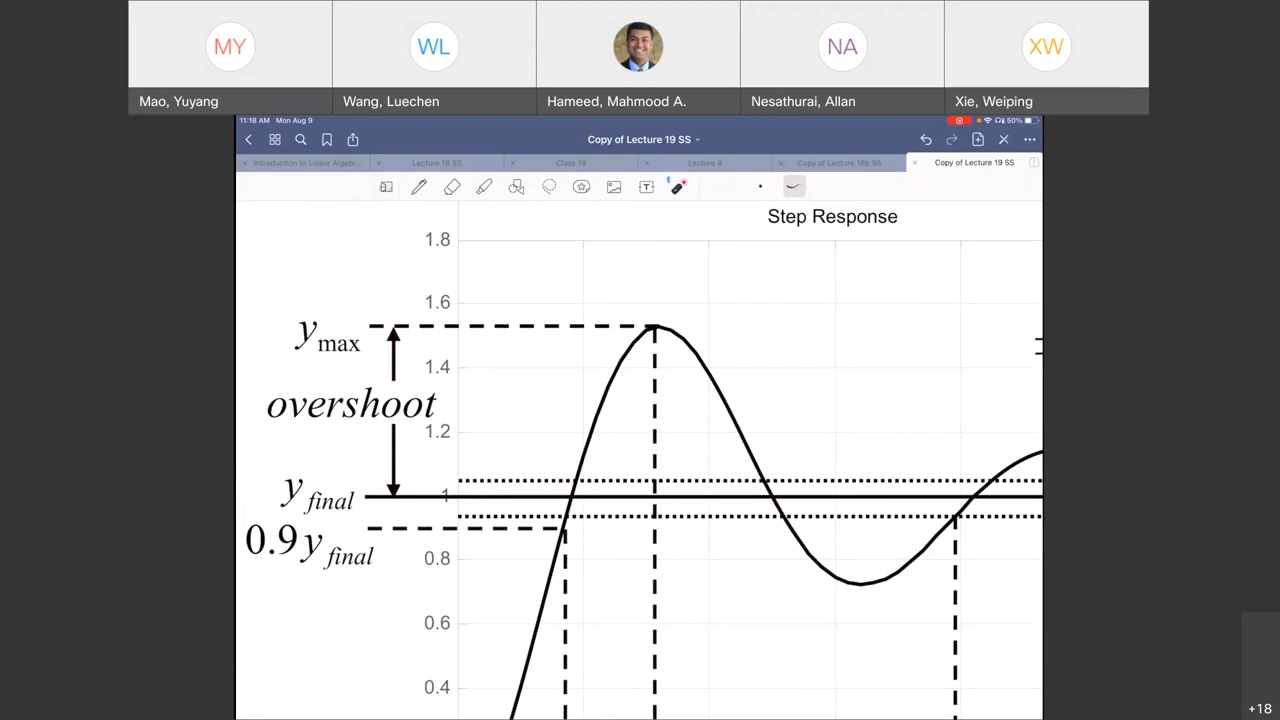 MY
WL
NA
XW
Mao, Yuyang
Wang, Luechen
Hameed, Mahmood A.
Nesathurai, Allan
Xie, Weiping
11:18 AM Mon Aug 9
50%
Copy of Lecture 19 SS
Introduction to Linear Algebr...
Lecture 18 SS
Class 19
Lecture 8
Copy of Lecture 18b SS
Copy of Lecture 19 SS
T
Step Response
1.8
1.6
y max
1.4
overshoot
1.2
y final
1
0.9 y final
0.8
0.6
0.4
+18